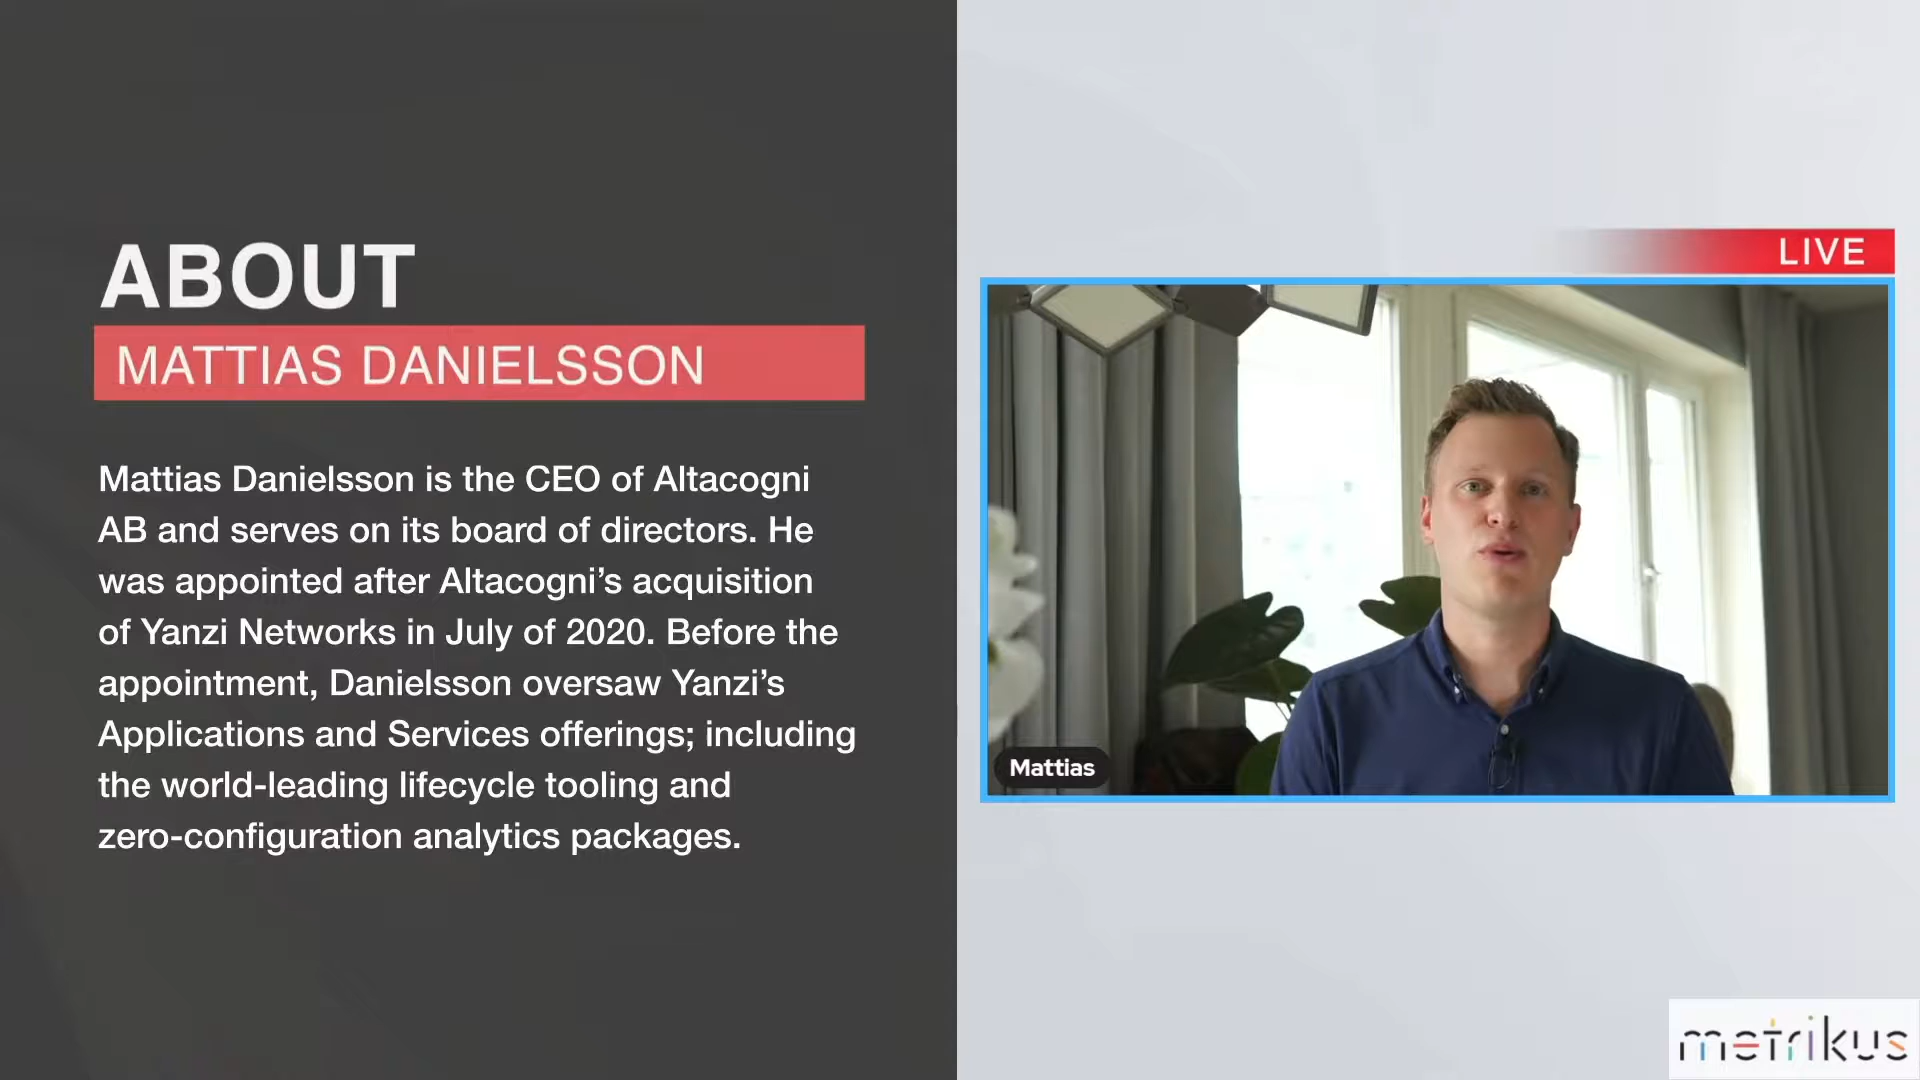 ABOUT
MATTIAS DANIELSSON
Mattias Danielsson is the CEO of Altacogni
AB and serves on its board of directors. He
was appointed after Altacogni’s acquisition
of Yanzi Networks in July of 2020. Before the
appointment, Danielsson oversaw Yanzi’s
Applications and Services offerings; including
the world-leading lifecycle tooling and
zero-configuration analytics packages.
LIVE
Mattias
metrikus